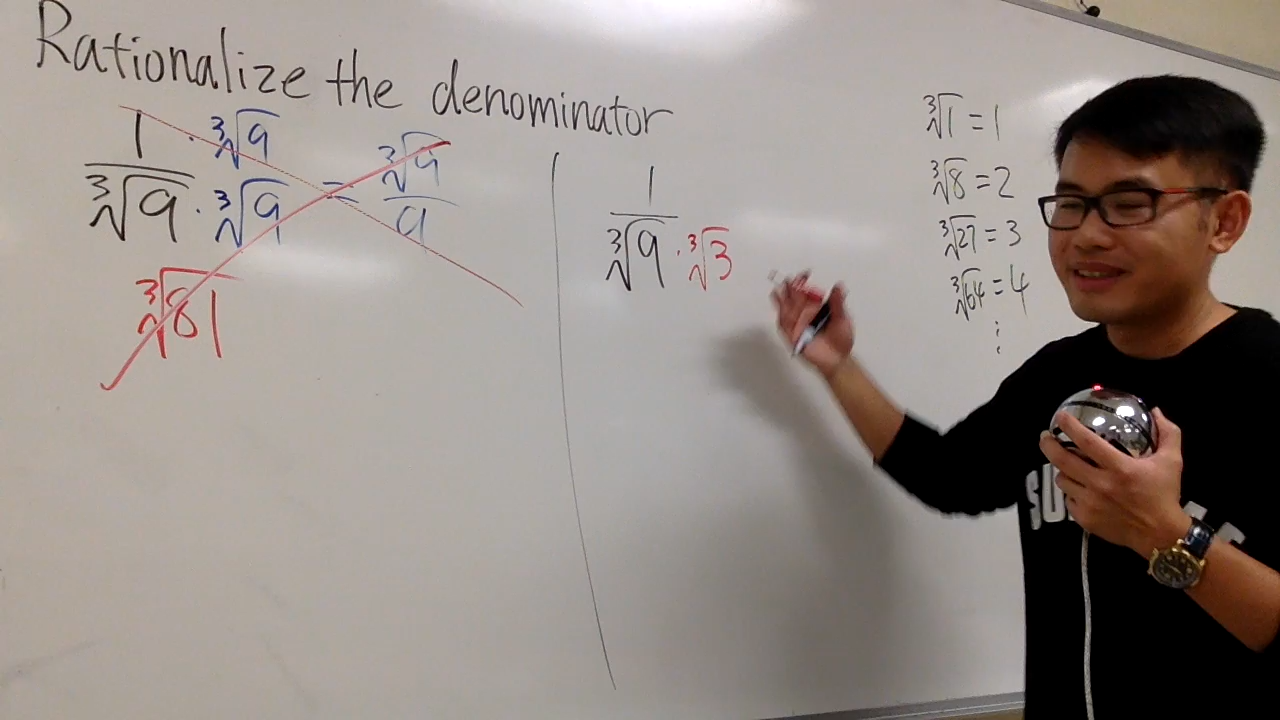 Rationalize the denominator
1 · ∛9 / ∛9 · ∛9 = ∛9 / 9
∛81
1 / ∛9 · ∛3
∛1 = 1
∛8 = 2
∛27 = 3
∛64 = 4
⋮